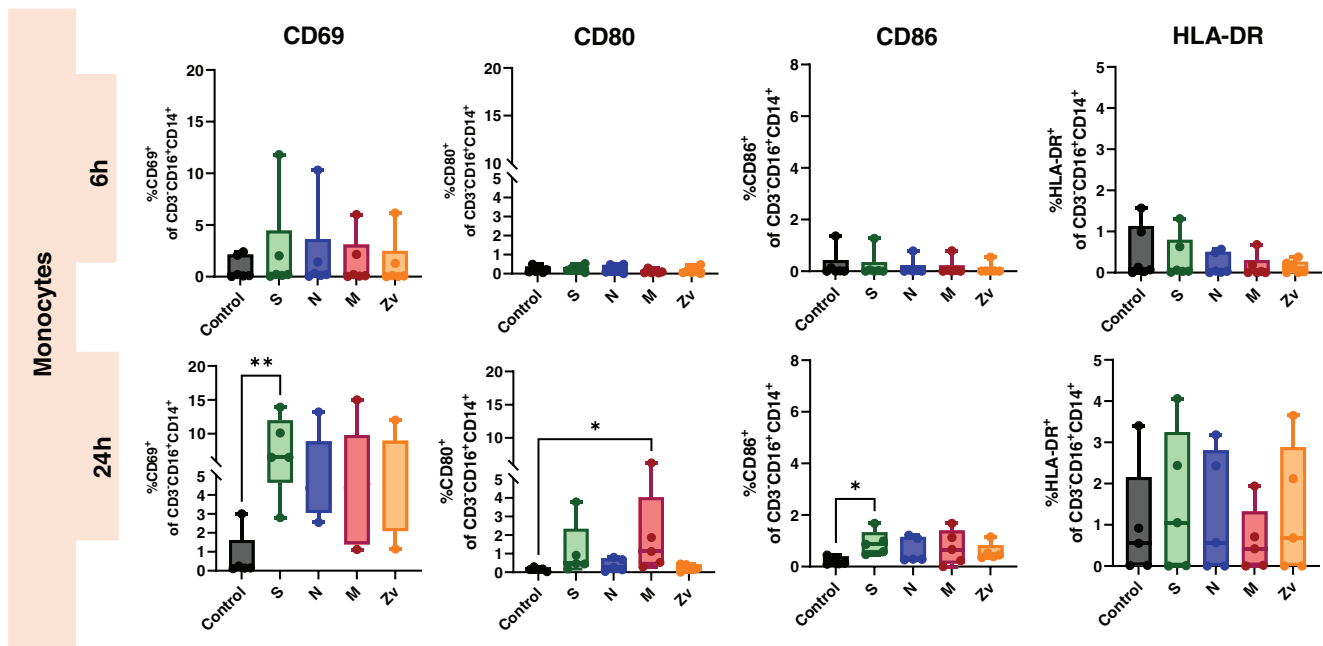 CD69
CD80
CD86
HLA-DR
Monocytes
6h
24h
%CD69⁺
of CD3⁻CD16⁺CD14⁺
20
15
10
5
0
Control
S
N
M
Zv
%CD80⁺
of CD3⁻CD16⁺CD14⁺
20
15
10
5
4
3
2
1
0
Control
S
N
M
Zv
%CD86⁺
of CD3⁻CD16⁺CD14⁺
8
6
4
2
0
Control
S
N
M
Zv
%HLA-DR⁺
of CD3⁻CD16⁺CD14⁺
5
4
3
2
1
0
Control
S
N
M
Zv
%CD69⁺
of CD3⁻CD16⁺CD14⁺
20
15
10
5
4
3
2
1
0
**
Control
S
N
M
Zv
%CD80⁺
of CD3⁻CD16⁺CD14⁺
20
15
10
5
4
3
2
1
0
*
Control
S
N
M
Zv
%CD86⁺
of CD3⁻CD16⁺CD14⁺
8
6
4
2
0
*
Control
S
N
M
Zv
%HLA-DR⁺
of CD3⁻CD16⁺CD14⁺
5
4
3
2
1
0
Control
S
N
M
Zv